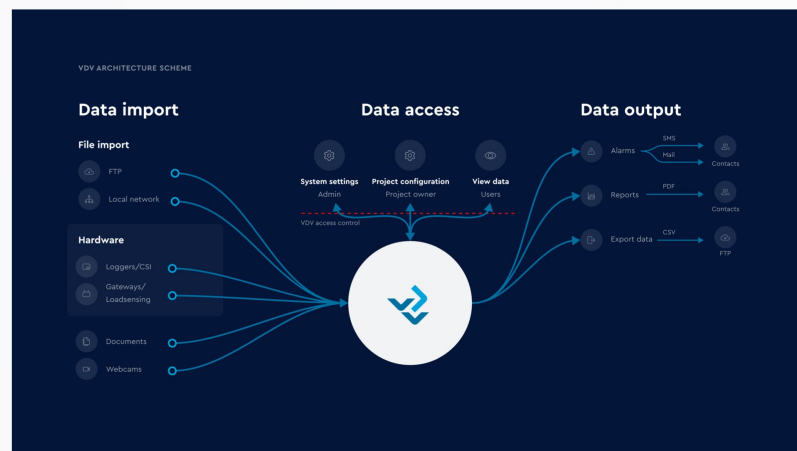 VDV ARCHITECTURE SCHEME
Data import
File import
FTP
Local network
Hardware
Loggers/CSI
Gateways/
Loadsensing
Documents
Webcams
Data access
System settings
Admin
Project configuration
Project owner
View data
Users
VDV access control
Data output
Alarms
SMS
Mail
Contacts
Reports
PDF
Contacts
Export data
CSV
FTP